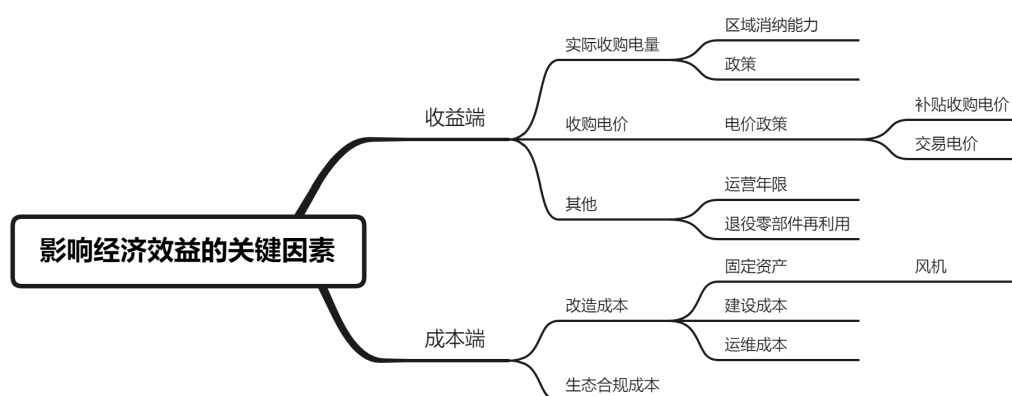 影响经济效益的关键因素
收益端
实际收购电量
区域消纳能力
政策
收购电价
电价政策
补贴收购电价
交易电价
其他
运营年限
退役零部件再利用
成本端
改造成本
固定资产
风机
建设成本
运维成本
生态合规成本